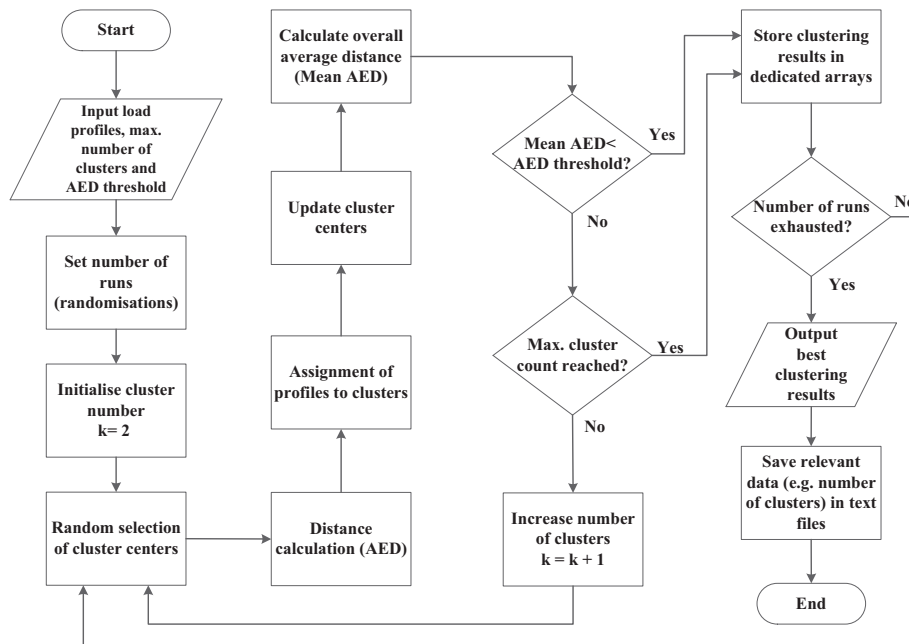 Start
Input load
profiles, max.
number of
clusters and
AED threshold
Set number of
runs
(randomisations)
Initialise cluster
number
k= 2
Random selection
of cluster centers
Calculate overall
average distance
(Mean AED)
Update cluster
centers
Assignment of
profiles to clusters
Distance
calculation (AED)
Mean AED<
AED threshold?
Yes
No
Max. cluster
count reached?
Yes
No
Increase number
of clusters
k = k + 1
Store clustering
results in
dedicated arrays
Number of runs
exhausted?
No
Yes
Output
best
clustering
results
Save relevant
data (e.g. number
of clusters) in text
files
End